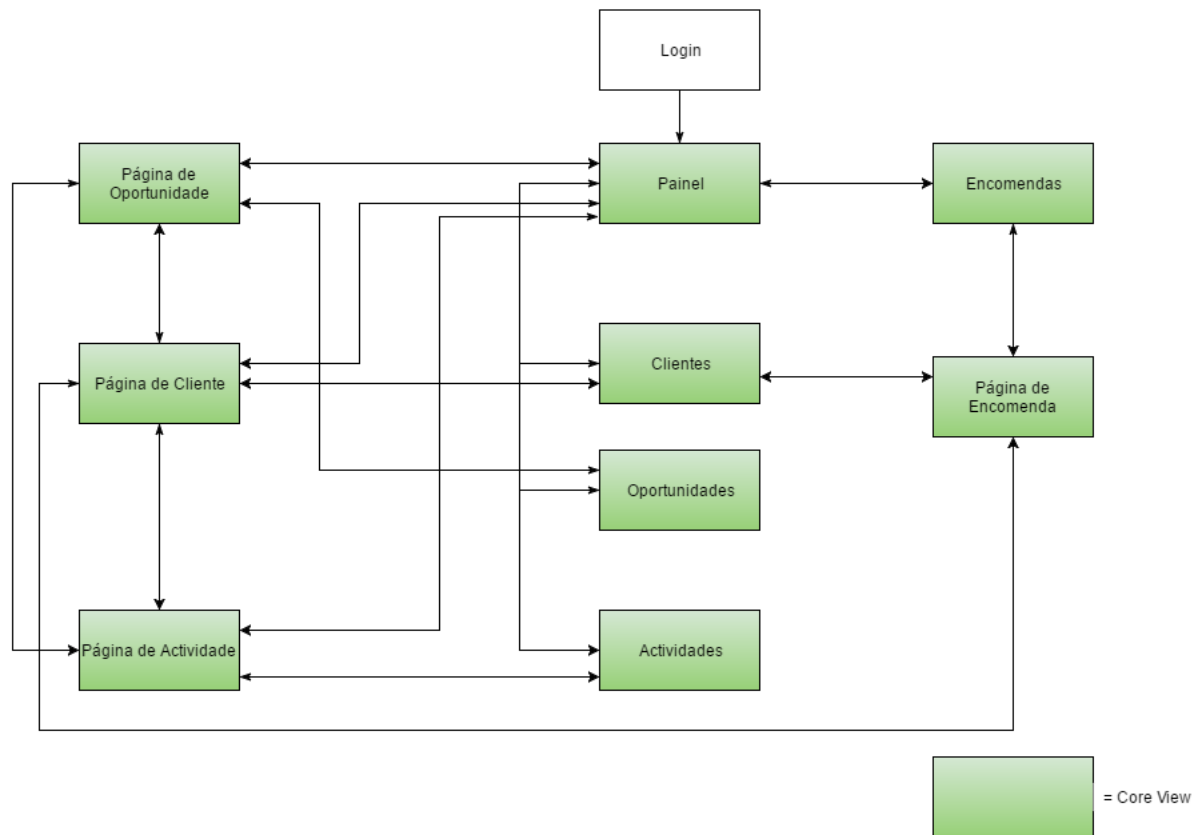 Login
Página de
Oportunidade
Painel
Encomendas
Página de Cliente
Clientes
Página de
Encomenda
Oportunidades
Página de Actividade
Actividades
= Core View